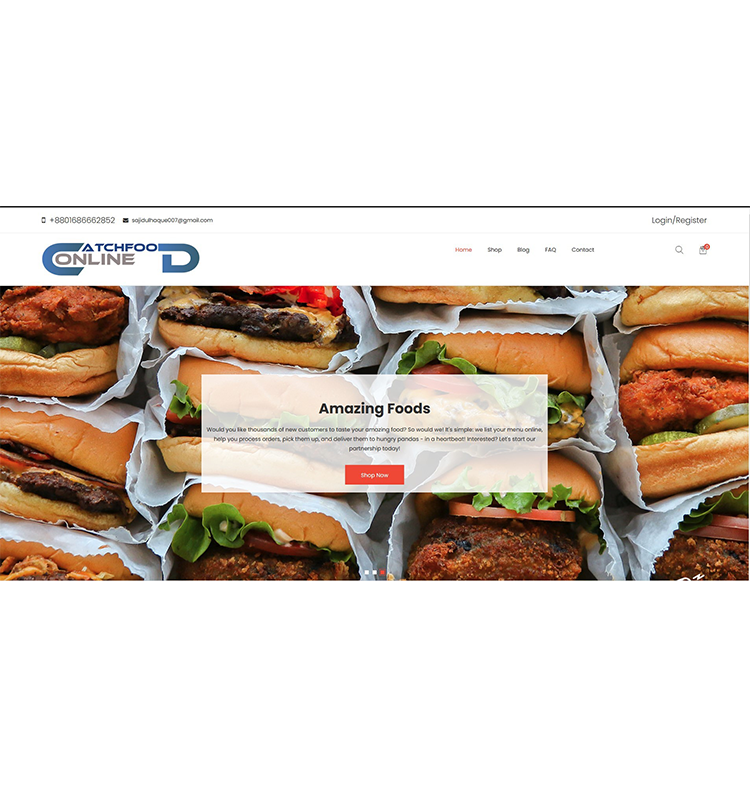 +8801686662852 sajidulhaque007@gmail.com Login/Register
CATCHFOOD
ONLINE
Home Shop Blog FAQ Contact
0
Amazing Foods
Would you like thousands of new customers to taste your amazing food? So would we! It's simple: we list your menu online,
help you process orders, pick them up, and deliver them to hungry pandas - in a heartbeat! Interested? Let's start our
partnership today!
Shop Now